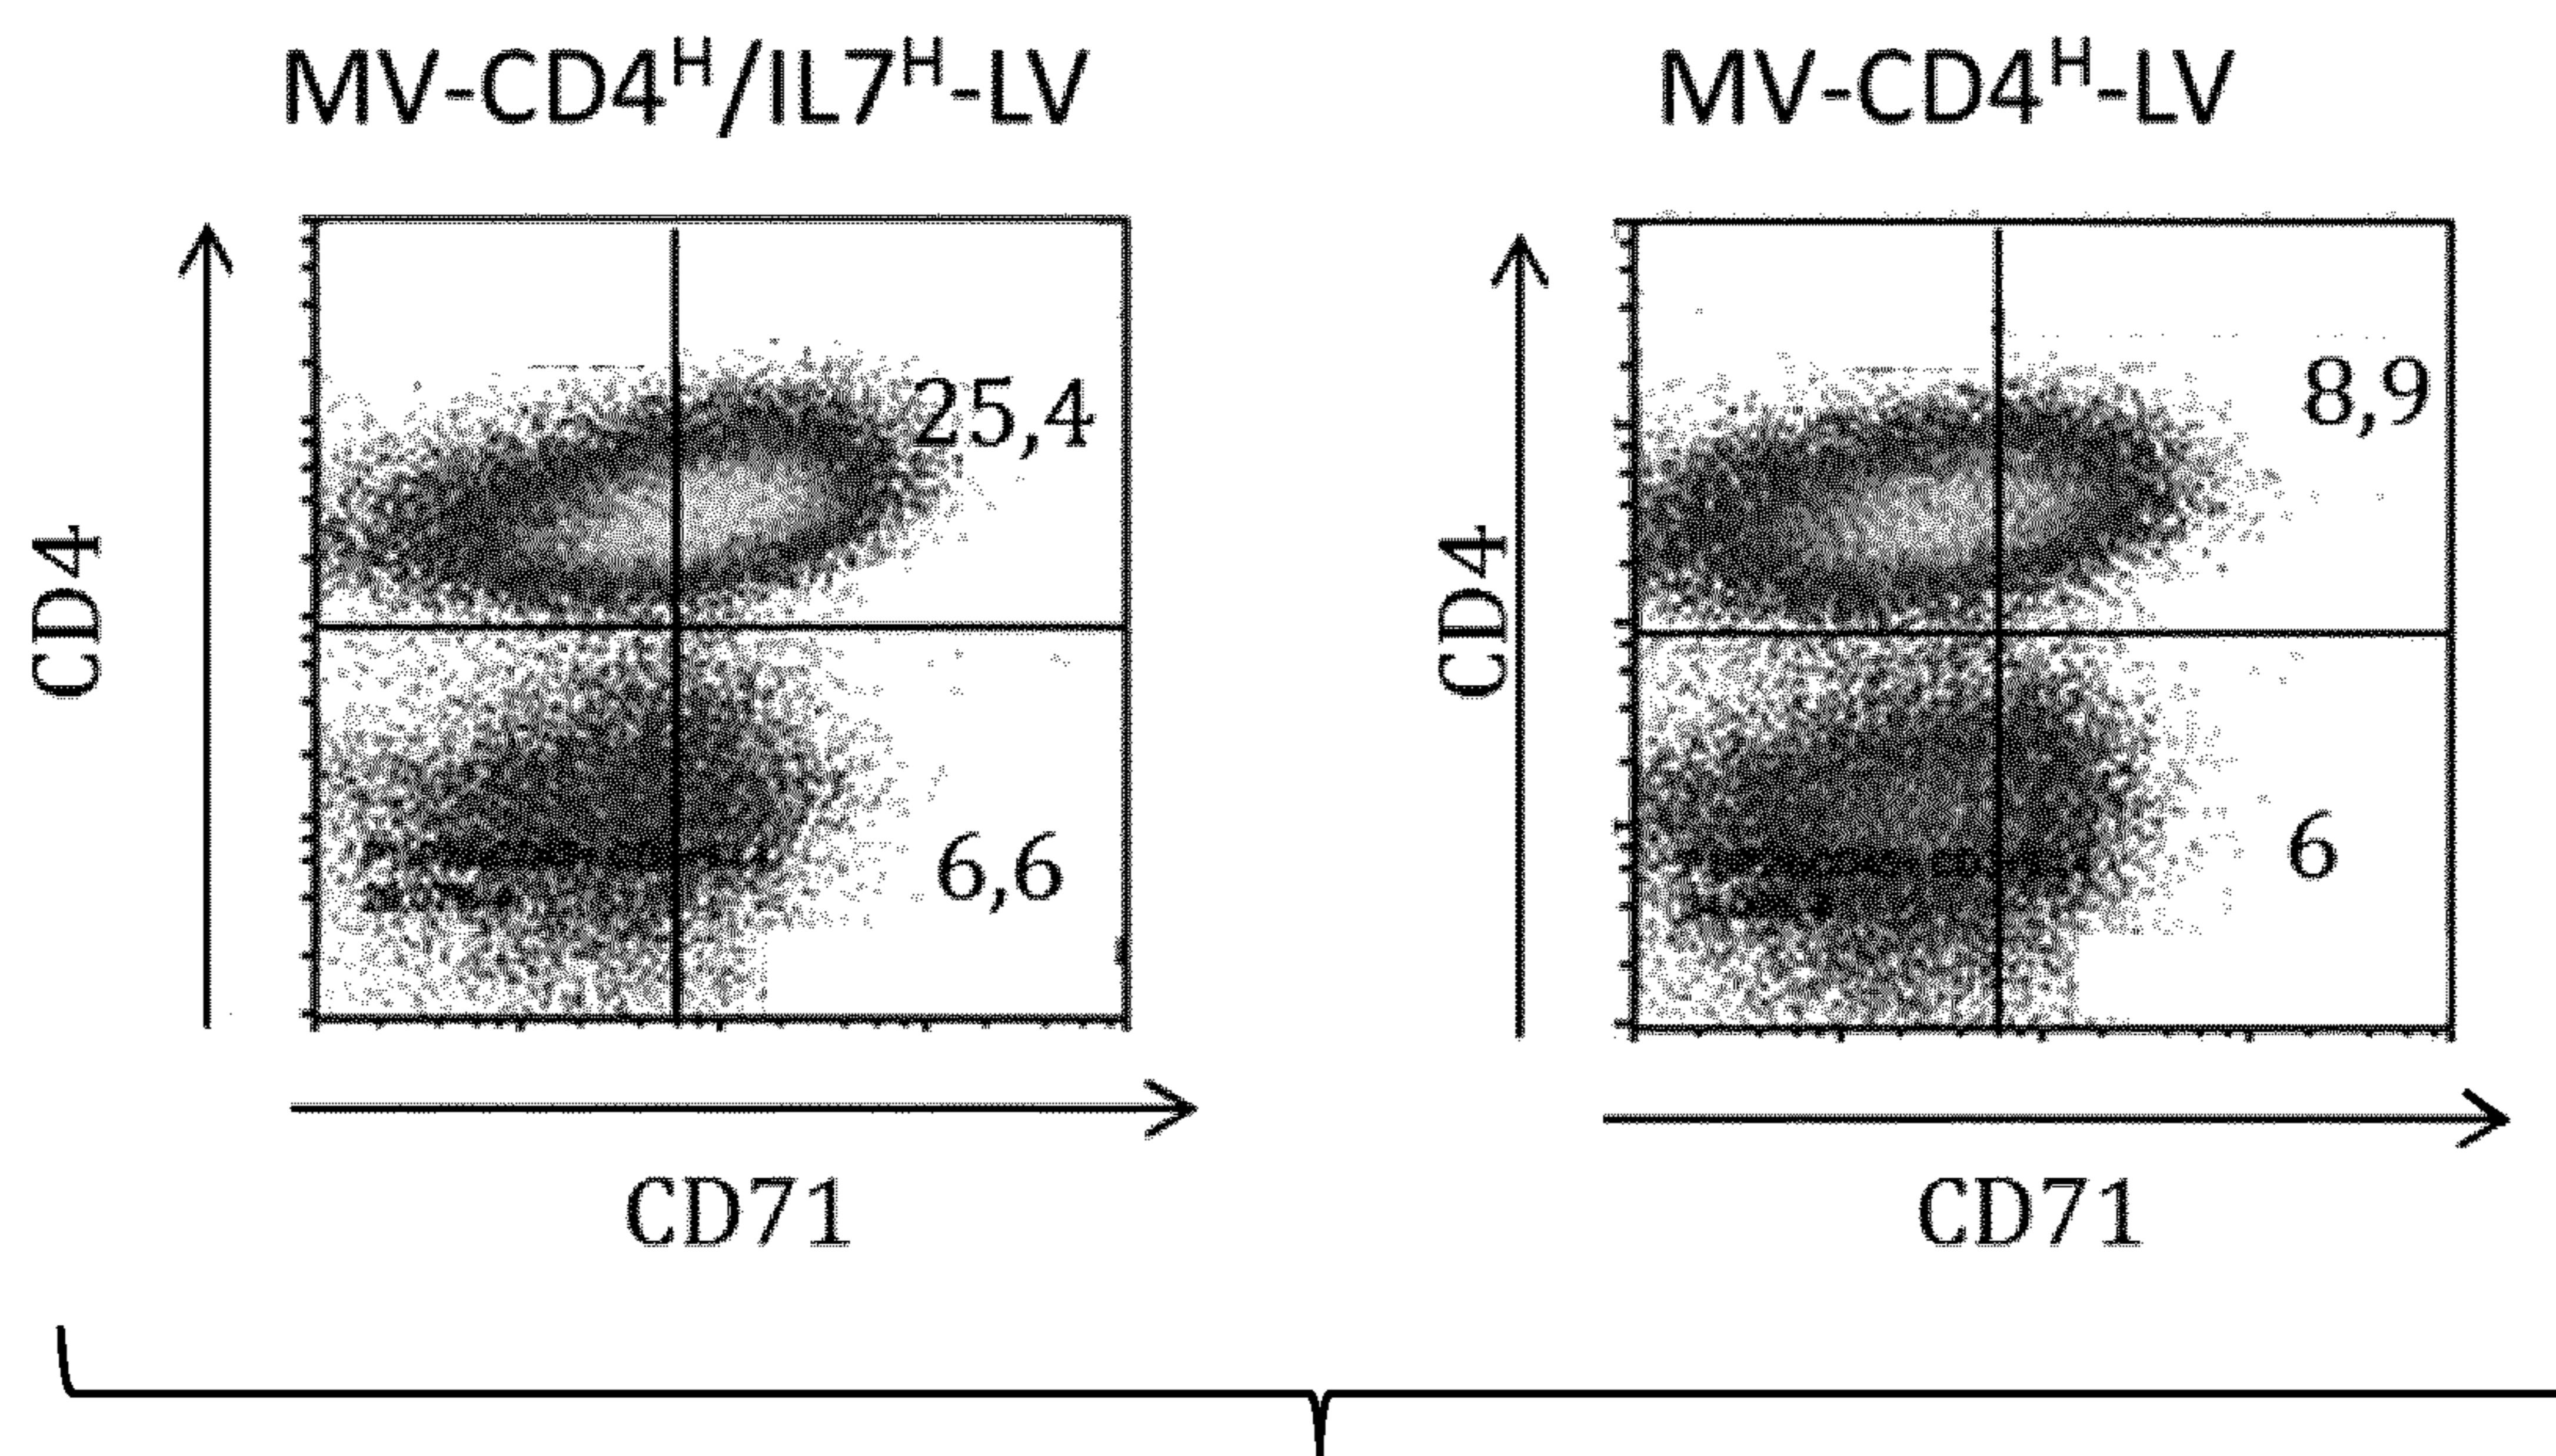 MV-CD4ᴴ/IL7ᴴ-LV
MV-CD4ᴴ-LV
CD4
25,4
6,6
CD71
CD4
8,9
6
CD71